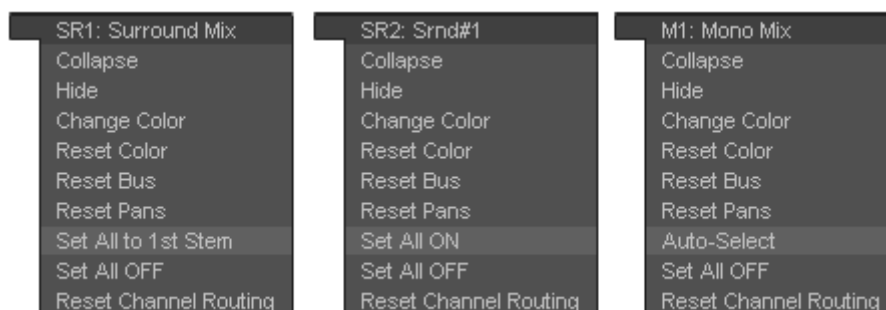 SR1: Surround Mix
Collapse
Hide
Change Color
Reset Color
Reset Bus
Reset Pans
Set All to 1st Stem
Set All OFF
Reset Channel Routing
SR2: Srnd#1
Collapse
Hide
Change Color
Reset Color
Reset Bus
Reset Pans
Set All ON
Set All OFF
Reset Channel Routing
M1: Mono Mix
Collapse
Hide
Change Color
Reset Color
Reset Bus
Reset Pans
Auto-Select
Set All OFF
Reset Channel Routing